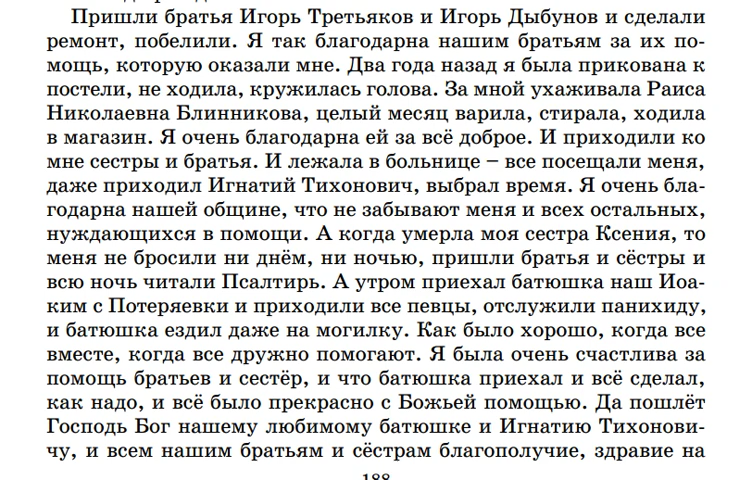 Пришли братья Игорь Третьяков и Игорь Дыбунов и сделали
ремонт, побелили. Я так благодарна нашим братьям за их по-
мощь, которую оказали мне. Два года назад я была прикована к
постели, не ходила, кружилась голова. За мной ухаживала Раиса
Николаевна Блинникова, целый месяц варила, стирала, ходила
в магазин. Я очень благодарна ей за всё доброе. И приходили ко
мне сестры и братья. И лежала в больнице – все посещали меня,
даже приходил Игнатий Тихонович, выбрал время. Я очень бла-
годарна нашей общине, что не забывают меня и всех остальных,
нуждающихся в помощи. А когда умерла моя сестра Ксения, то
меня не бросили ни днём, ни ночью, пришли братья и сёстры и
всю ночь читали Псалтирь. А утром приехал батюшка наш Иоа-
ким с Потеряевки и приходили все певцы, отслужили панихиду,
и батюшка ездил даже на могилку. Как было хорошо, когда все
вместе, когда все дружно помогают. Я была очень счастлива за
помощь братьев и сестёр, и что батюшка приехал и всё сделал,
как надо, и всё было прекрасно с Божьей помощью. Да пошлёт
Господь Бог нашему любимому батюшке и Игнатию Тихонови-
чу, и всем нашим братьям и сёстрам благополучие, здравие на
188